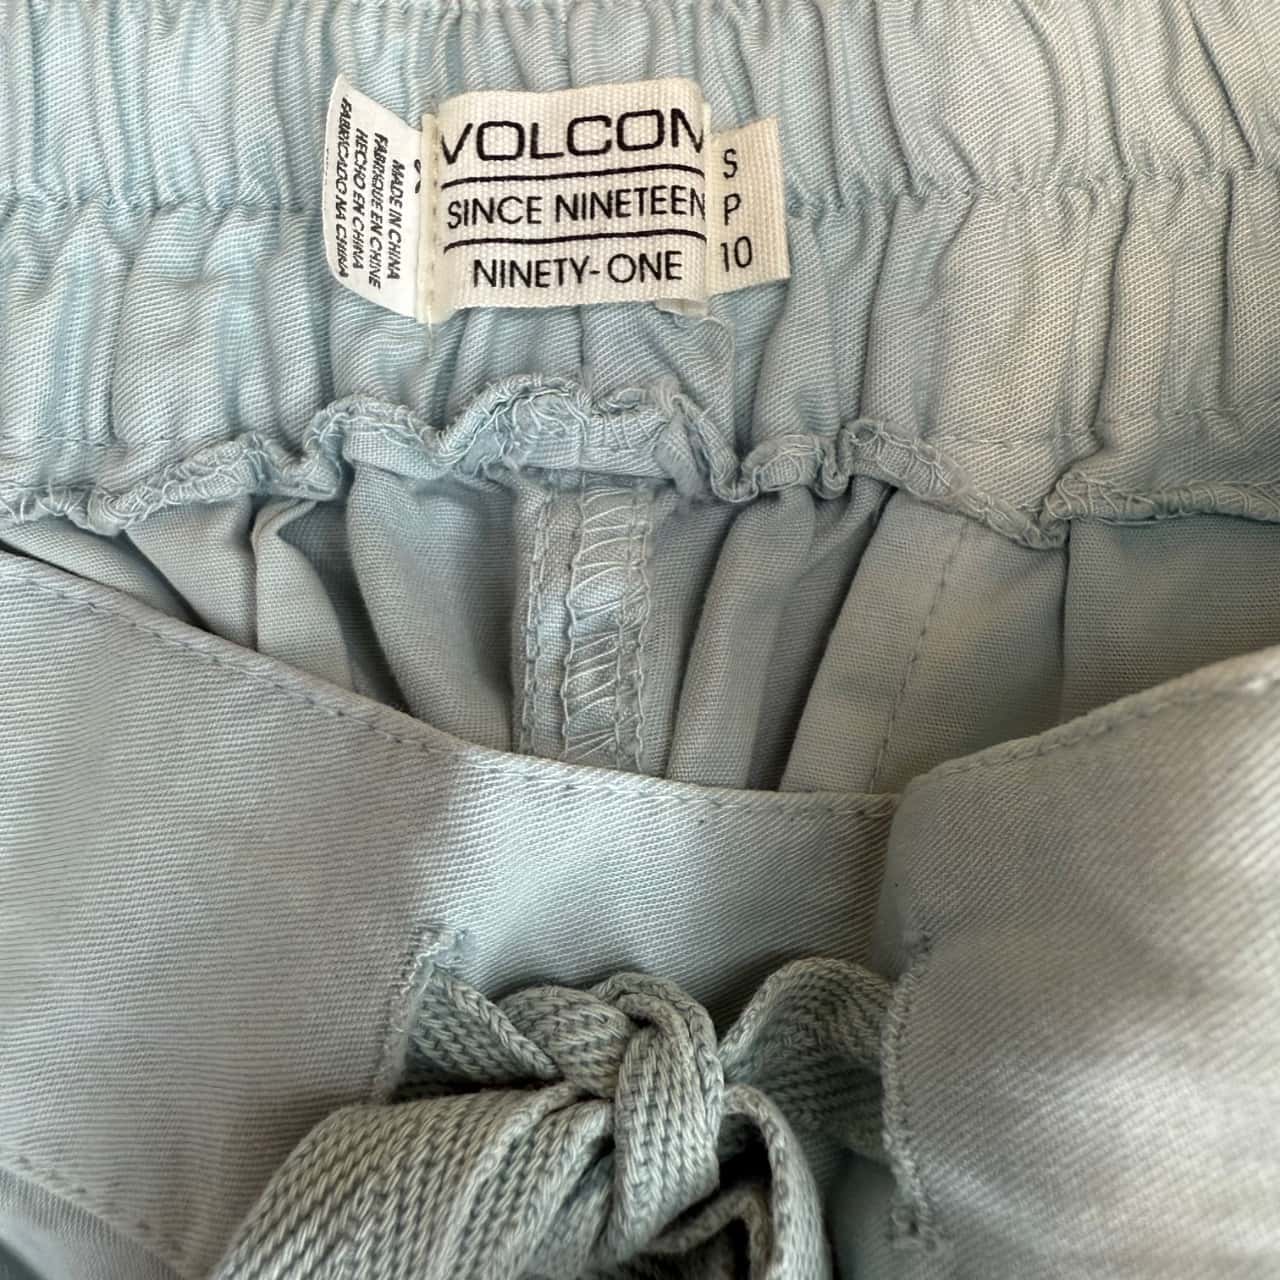 VOLCOM
SINCE NINETEEN
NINETY-ONE
S
P
10
MADE IN CHINA
FABRIQUE EN CHINE
HECHO EN CHINA
FABRICADO NA CHINA